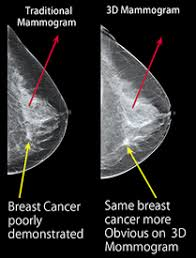 Traditional
Mammogram
3D Mammogram
Breast Cancer
poorly
demonstrated
Same breast
cancer more
Obvious on 3D
Mommogram